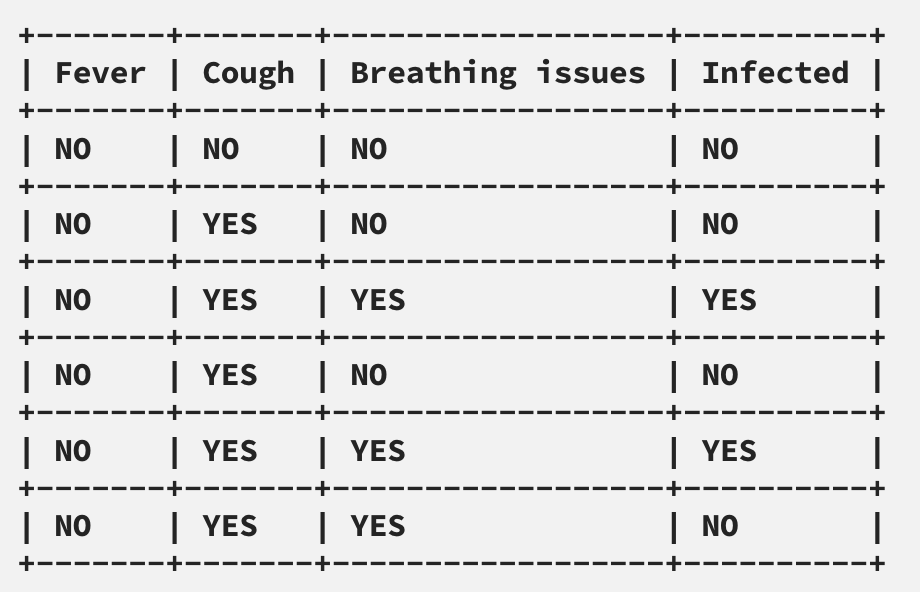 +--------+--------+------------------+----------+
| Fever | Cough | Breathing issues | Infected |
+--------+--------+------------------+----------+
| NO | NO | NO | NO |
+--------+--------+------------------+----------+
| NO | YES | NO | NO |
+--------+--------+------------------+----------+
| NO | YES | YES | YES |
+--------+--------+------------------+----------+
| NO | YES | NO | NO |
+--------+--------+------------------+----------+
| NO | YES | YES | YES |
+--------+--------+------------------+----------+
| NO | YES | YES | NO |
+--------+--------+------------------+----------+